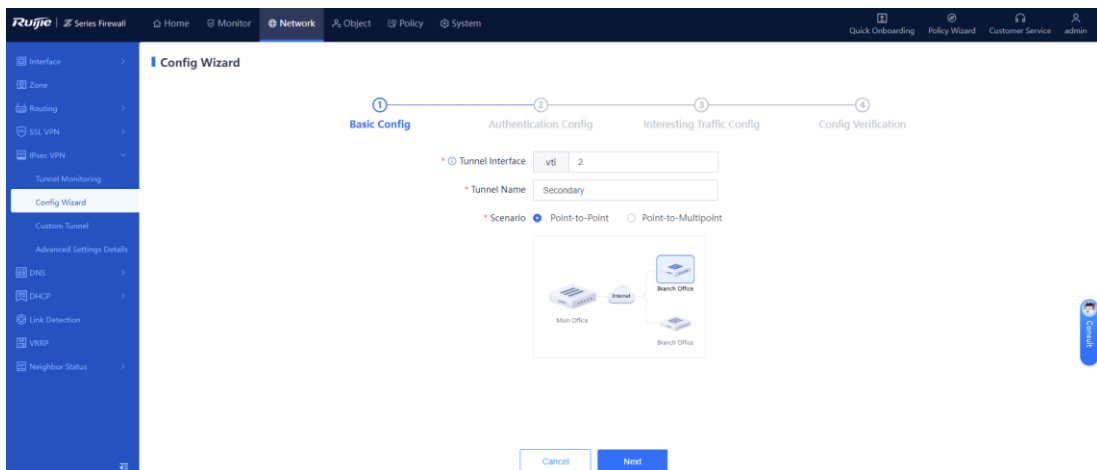 Ruijie | Z Series Firewall
Home
Monitor
Network
Object
Policy
System
Quick Onboarding
Policy Wizard
Customer Service
admin
Interface
Zone
Routing
SSL VPN
IPsec VPN
Tunnel Monitoring
Config Wizard
Custom Tunnel
Advanced Settings Details
DNS
DHCP
Link Detection
VRRP
Neighbor Status
Config Wizard
1
2
3
4
Basic Config
Authentication Config
Interesting Traffic Config
Config Verification
* Tunnel Interface vti 2
* Tunnel Name Secondary
* Scenario Point-to-Point Point-to-Multipoint
Branch Office
Internet
Main Office
Branch Office
Cancel
Next
Consult